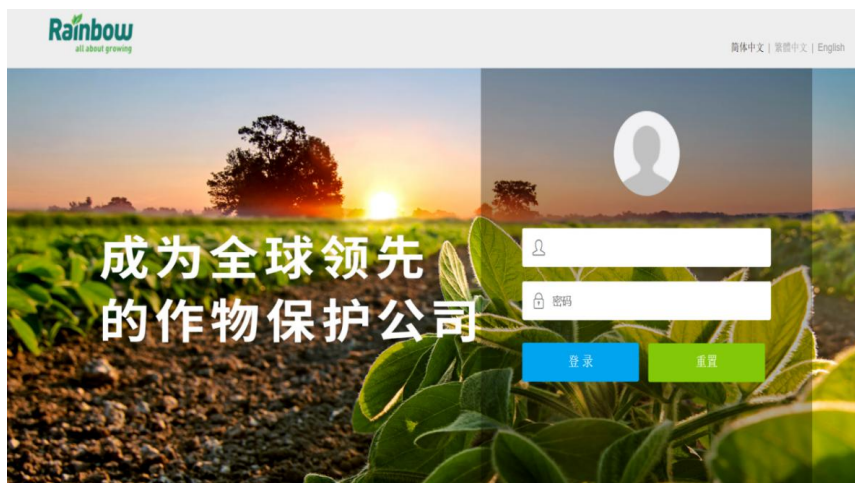 Rainbow
all about growing
简体中文 | 繁體中文 | English
成为全球领先
的作物保护公司
密码
登录
重置